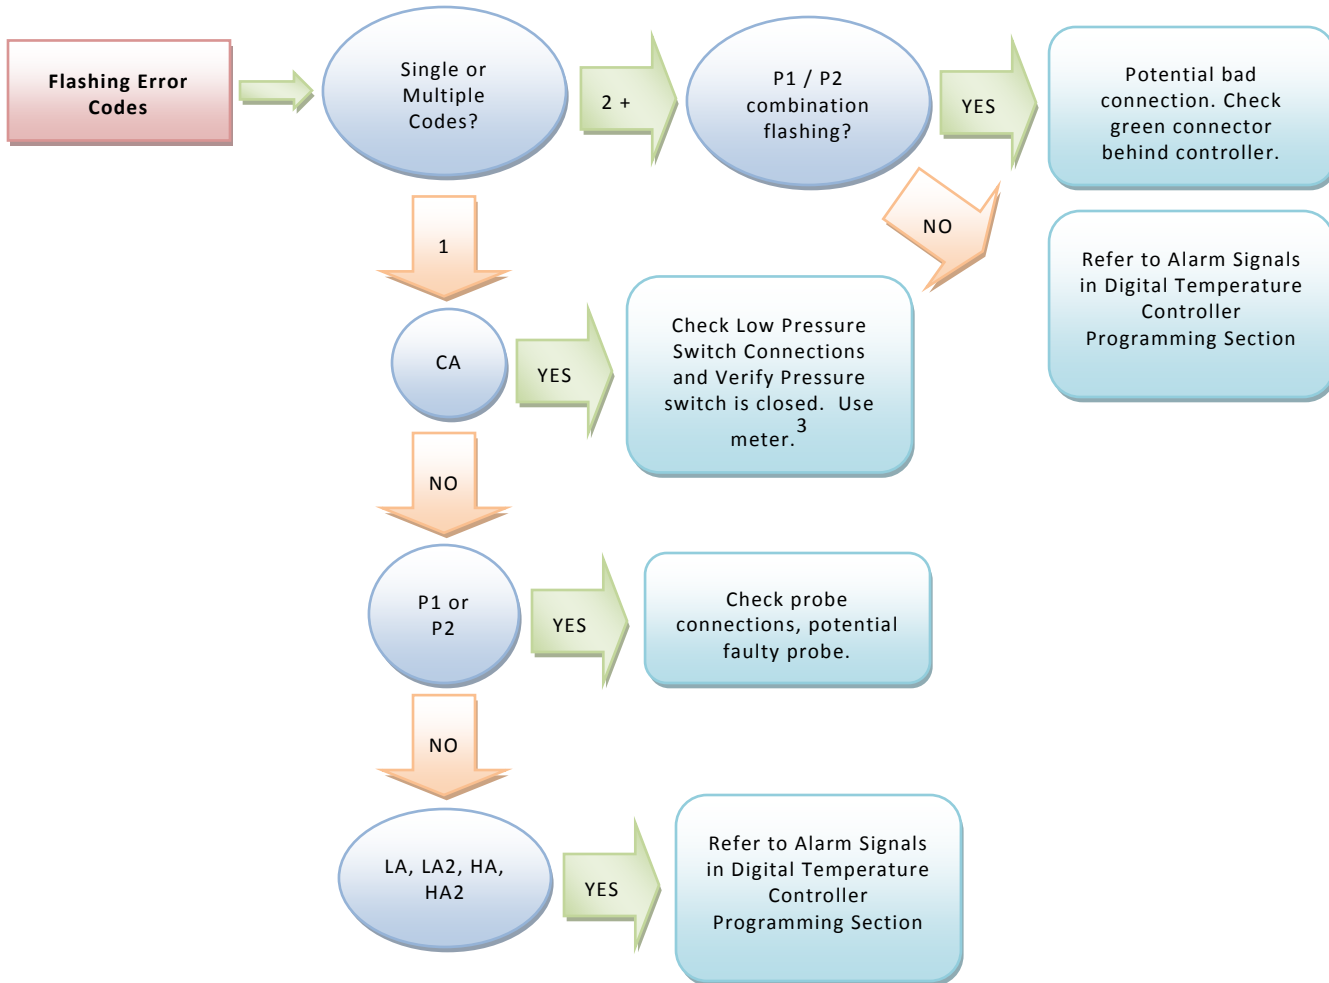 Flashing Error
Codes
Single or
Multiple
Codes?
2 +
P1 / P2
combination
flashing?
YES
Potential bad
connection. Check
green connector
behind controller.
NO
Refer to Alarm Signals
in Digital Temperature
Controller
Programming Section
1
CA
YES
Check Low Pressure
Switch Connections
and Verify Pressure
switch is closed.  Use
meter.3
NO
P1 or
P2
YES
Check probe
connections, potential
faulty probe.
NO
LA, LA2, HA,
HA2
YES
Refer to Alarm Signals
in Digital Temperature
Controller
Programming Section